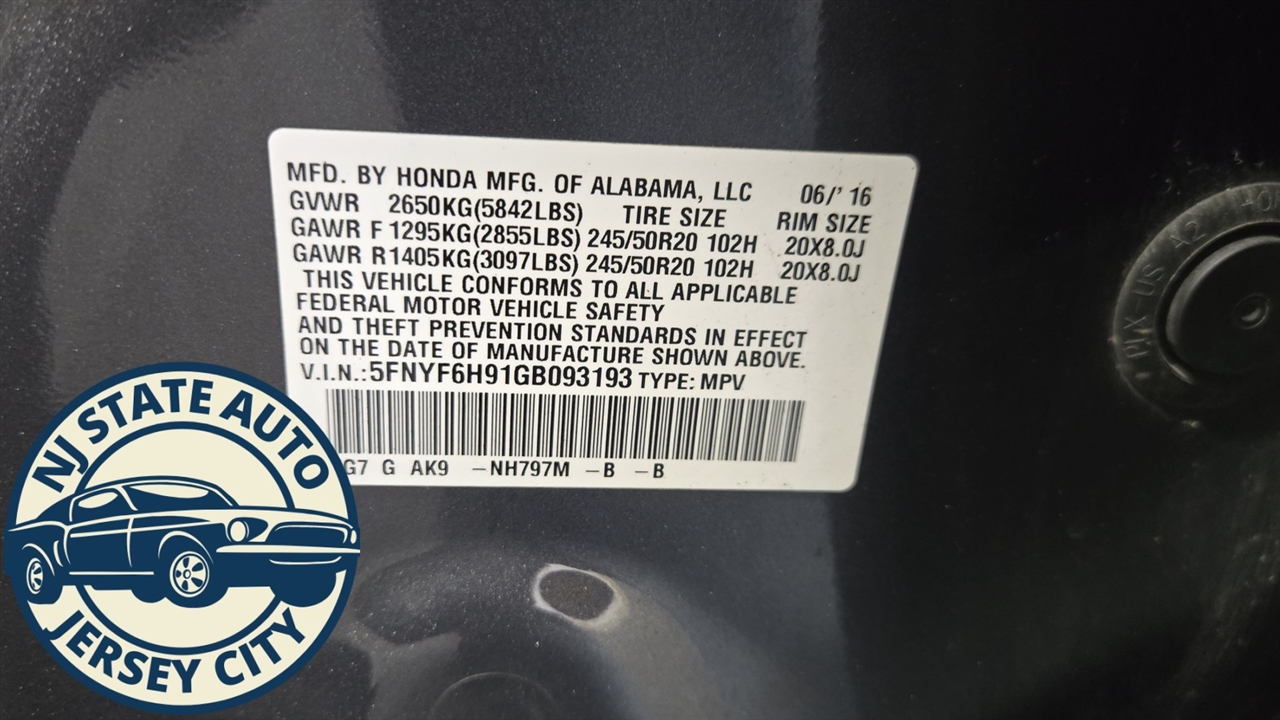 MFD. BY HONDA MFG. OF ALABAMA, LLC 06/' 16
GVWR 2650KG(5842LBS) TIRE SIZE RIM SIZE
GAWR F 1295KG(2855LBS) 245/50R20 102H 20X8.0J
GAWR R 1405KG(3097LBS) 245/50R20 102H 20X8.0J
THIS VEHICLE CONFORMS TO ALL APPLICABLE
FEDERAL MOTOR VEHICLE SAFETY
AND THEFT PREVENTION STANDARDS IN EFFECT
ON THE DATE OF MANUFACTURE SHOWN ABOVE.
V.I.N.: 5FNYF6H91GB093193 TYPE: MPV
G7 G AK9 -NH797M -B -B
NJ STATE AUTO
JERSEY CITY